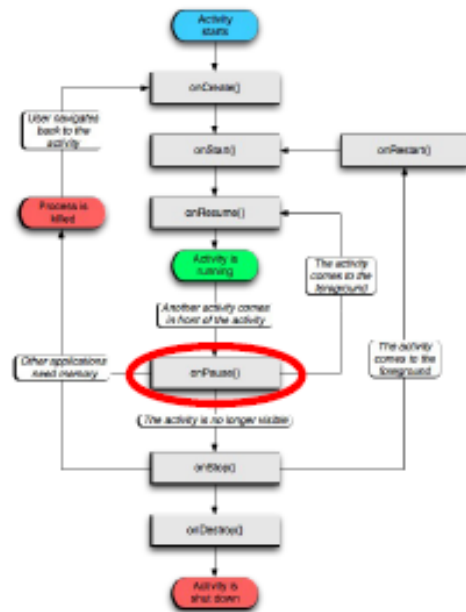 Activity
starts
onCreate()
User navigates
back to the
activity
onStart()
onRestart()
Process is
killed
onResume()
Activity is
running
The activity
comes to the
foreground
Another activity comes
in front of the activity
The activity
comes to the
foreground
Other applications
need memory
onPause()
The activity is no longer visible
onStop()
onDestroy()
Activity is
shut down